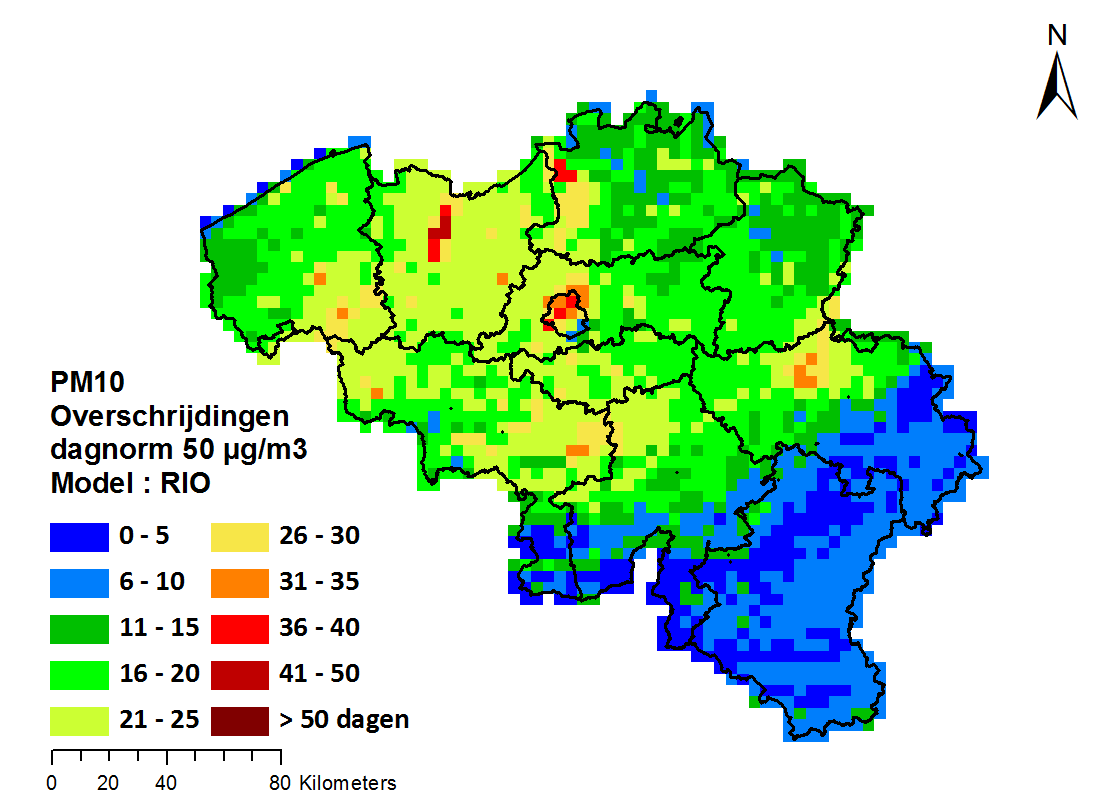 N
PM10
Overschrijdingen
dagnorm 50 µg/m3
Model : RIO
0 - 5
26 - 30
6 - 10
31 - 35
11 - 15
36 - 40
16 - 20
41 - 50
21 - 25
> 50 dagen
0 20 40 80 Kilometers